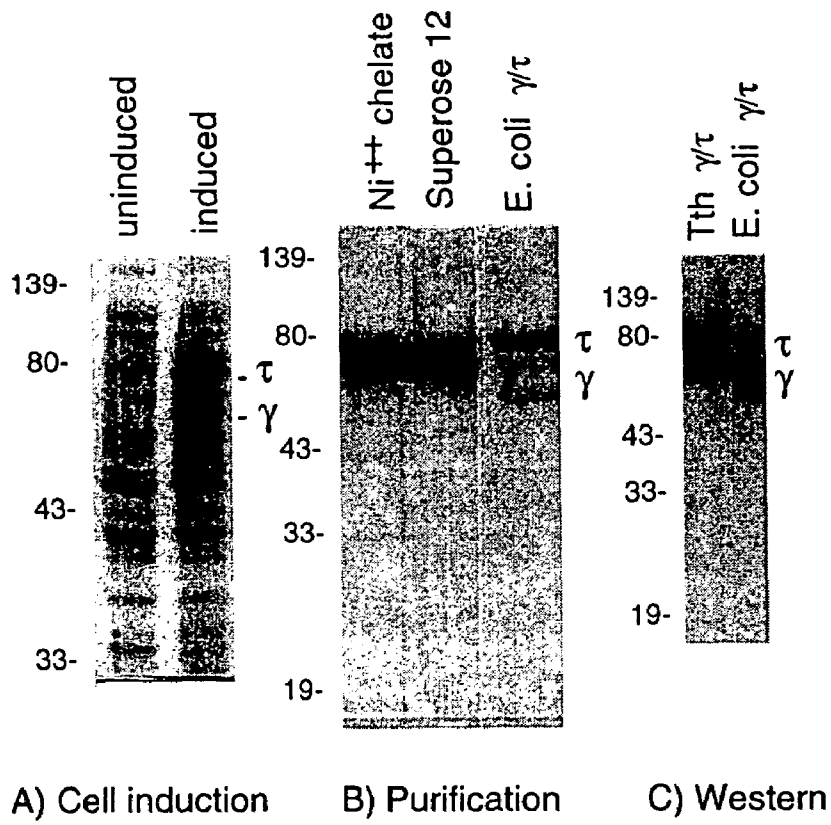 uninduced
induced
139-
80-
43-
33-
- τ
- γ
A) Cell induction
Ni++ chelate
Superose 12
E. coli γ/τ
139-
80-
43-
33-
19-
τ
γ
B) Purification
Tth γ/τ
E. coli γ/τ
139-
80-
43-
33-
19-
τ
γ
C) Western